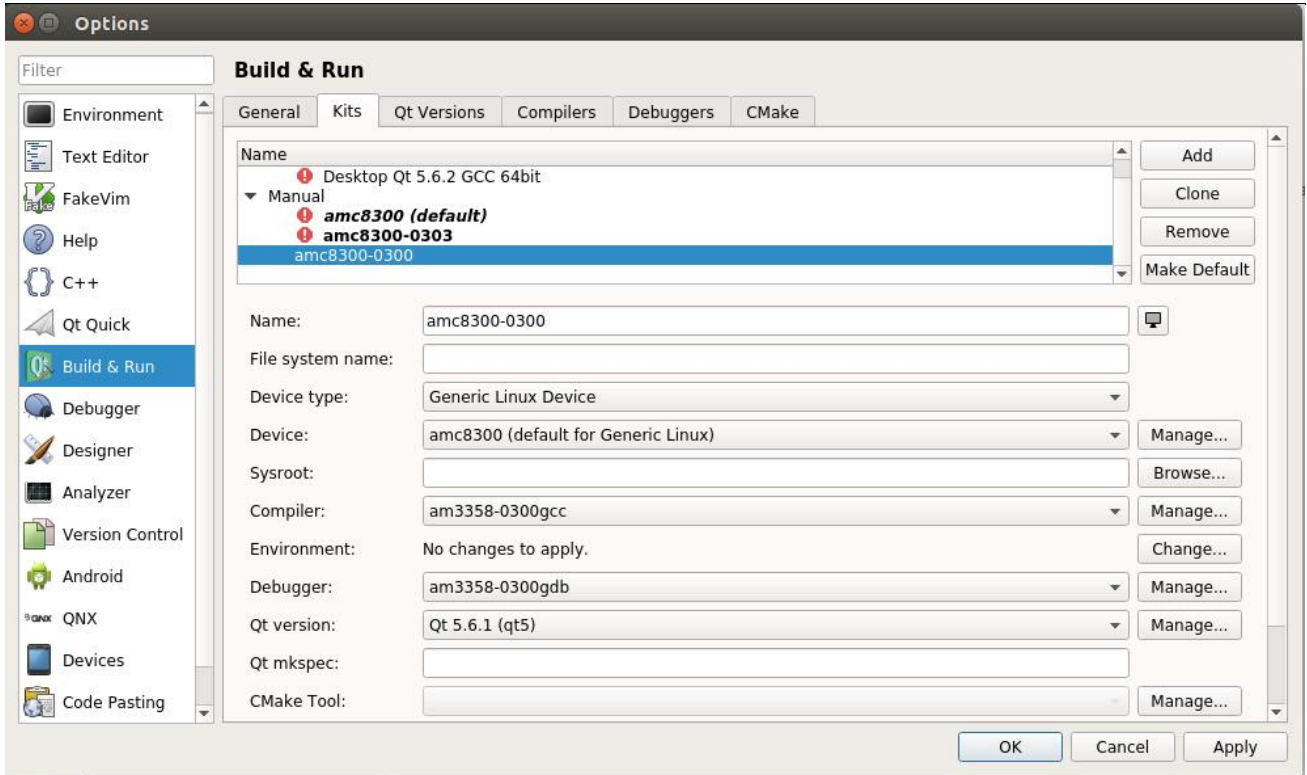 Options
Filter
Build & Run
Environment
Text Editor
FakeVim
Help
C++
Qt Quick
Build & Run
Debugger
Designer
Analyzer
Version Control
Android
QNX
Devices
Code Pasting
General Kits Qt Versions Compilers Debuggers CMake
Name
Desktop Qt 5.6.2 GCC 64bit
Manual
amc8300 (default)
amc8300-0303
amc8300-0300
Add
Clone
Remove
Make Default
Name: amc8300-0300
File system name:
Device type: Generic Linux Device
Device: amc8300 (default for Generic Linux) Manage...
Sysroot: Browse...
Compiler: am3358-0300gcc Manage...
Environment: No changes to apply. Change...
Debugger: am3358-0300gdb Manage...
Qt version: Qt 5.6.1 (qt5) Manage...
Qt mkspec:
CMake Tool: Manage...
OK Cancel Apply